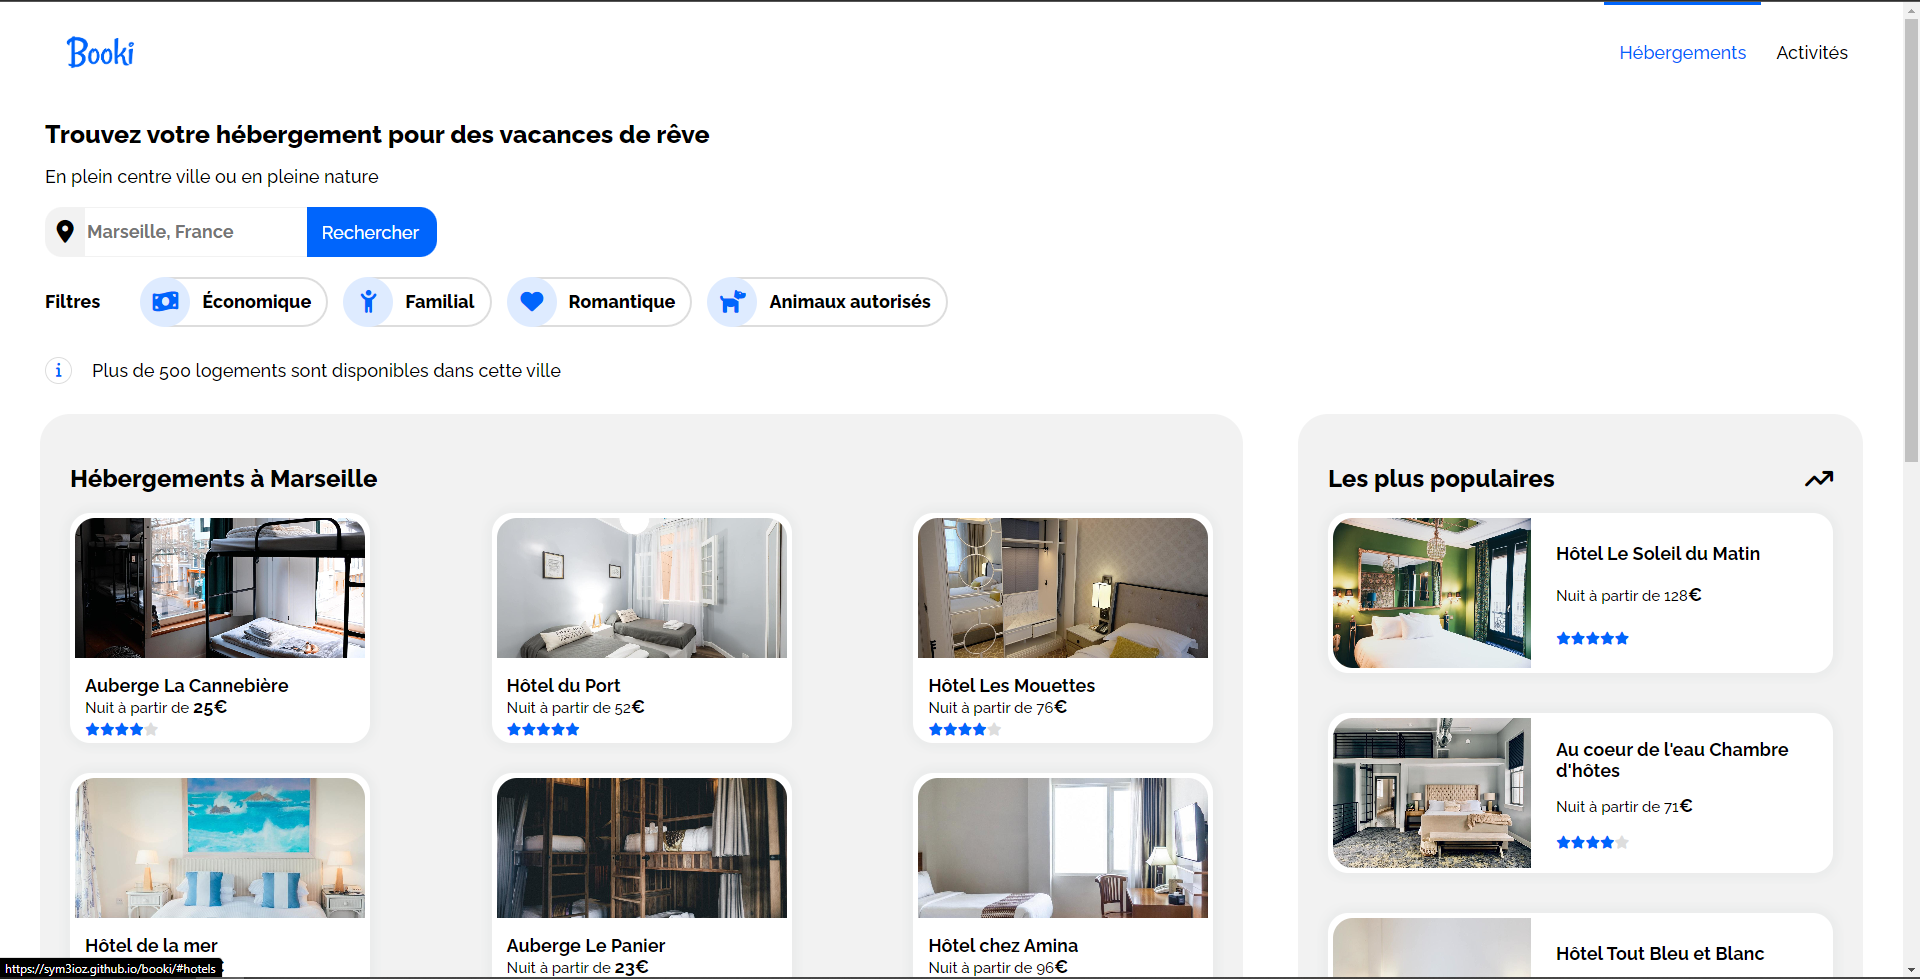 Booki
Hébergements
Activités
Trouvez votre hébergement pour des vacances de rêve
En plein centre ville ou en pleine nature
Marseille, France
Rechercher
Filtres
Économique
Familial
Romantique
Animaux autorisés
i
Plus de 500 logements sont disponibles dans cette ville
Hébergements à Marseille
Auberge La Cannebière
Nuit à partir de 25€
Hôtel du Port
Nuit à partir de 52€
Hôtel Les Mouettes
Nuit à partir de 76€
Hôtel de la mer
Auberge Le Panier
Nuit à partir de 23€
Hôtel chez Amina
Nuit à partir de 96€
Les plus populaires
Hôtel Le Soleil du Matin
Nuit à partir de 128€
Au coeur de l'eau Chambre
d'hôtes
Nuit à partir de 71€
Hôtel Tout Bleu et Blanc
https://sym3ioz.github.io/booki/#hotels